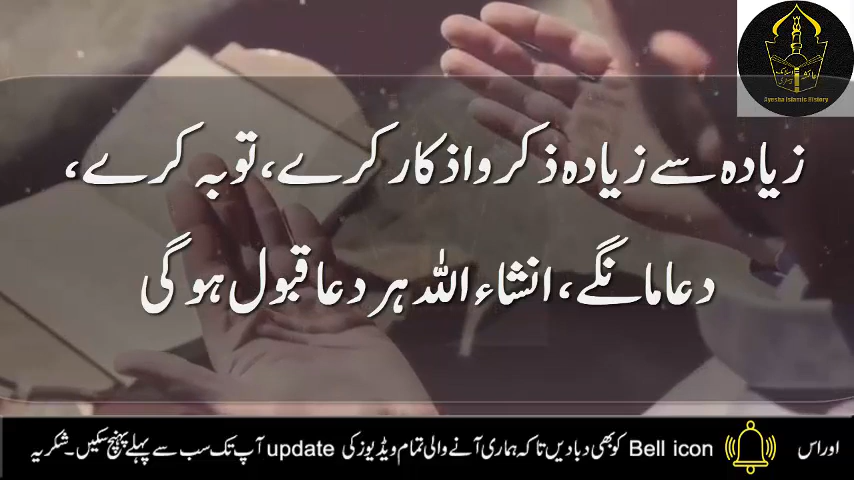 Ayesha Islamic History
زیادہ سے زیادہ ذکر و اذکار کرے، توبہ کرے،
دعا مانگے، انشاء اللہ ہر دعا قبول ہو گی
اور اس Bell icon کو بھی دبا دیں تاکہ ہماری آنے والی تمام ویڈیوز کی update آپ تک سب سے پہلے پہنچ سکیں۔ شکریہ